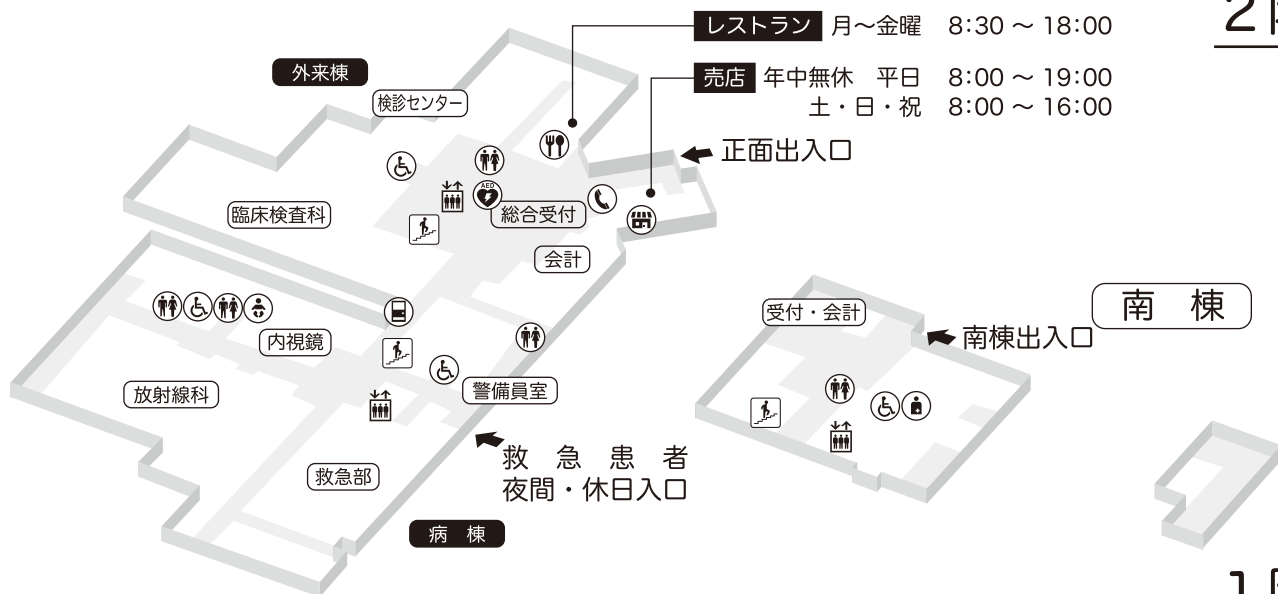 レストラン 月～金曜 8:30 ～ 18:00
売店 年中無休 平日 8:00 ～ 19:00
土・日・祝 8:00 ～ 16:00
2
外来棟
検診センター
正面出入口
AED
総合受付
臨床検査科
会計
受付・会計
南 棟
南棟出入口
内視鏡
放射線科
警備員室
救急患者
夜間・休日入口
救急部
病 棟
1